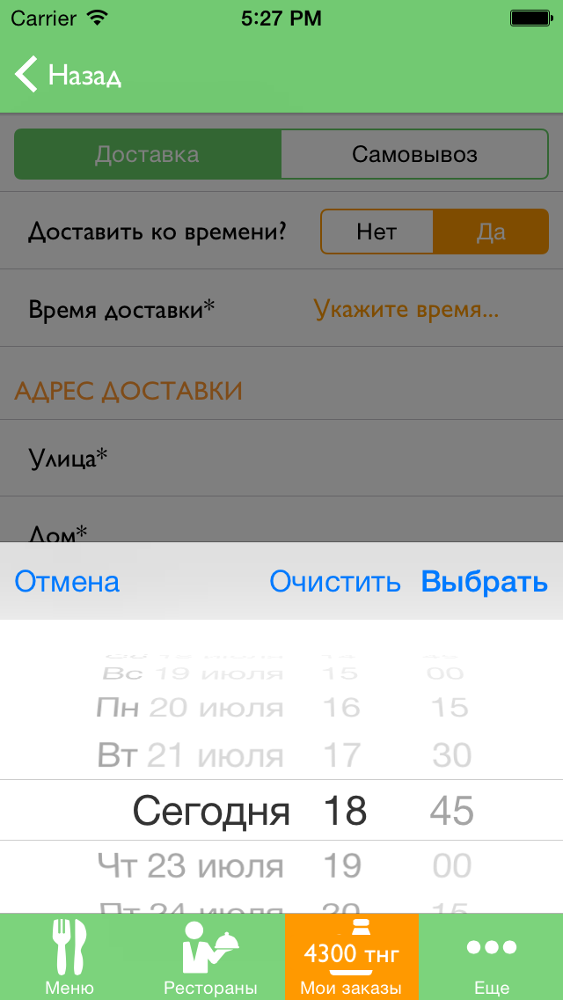 Carrier 5:27 PM
Назад
Доставка Самовывоз
Доставить ко времени? Нет Да
Время доставки* Укажите время...
АДРЕС ДОСТАВКИ
Улица*
Дом*
Отмена Очистить Выбрать
14
Вс 19 июля 15 00
Пн 20 июля 16 15
Вт 21 июля 17 30
Сегодня 18 45
Чт 23 июля 19 00
Пт 24 июля 20 15
4300 тнг
Меню Рестораны Мои заказы Еще